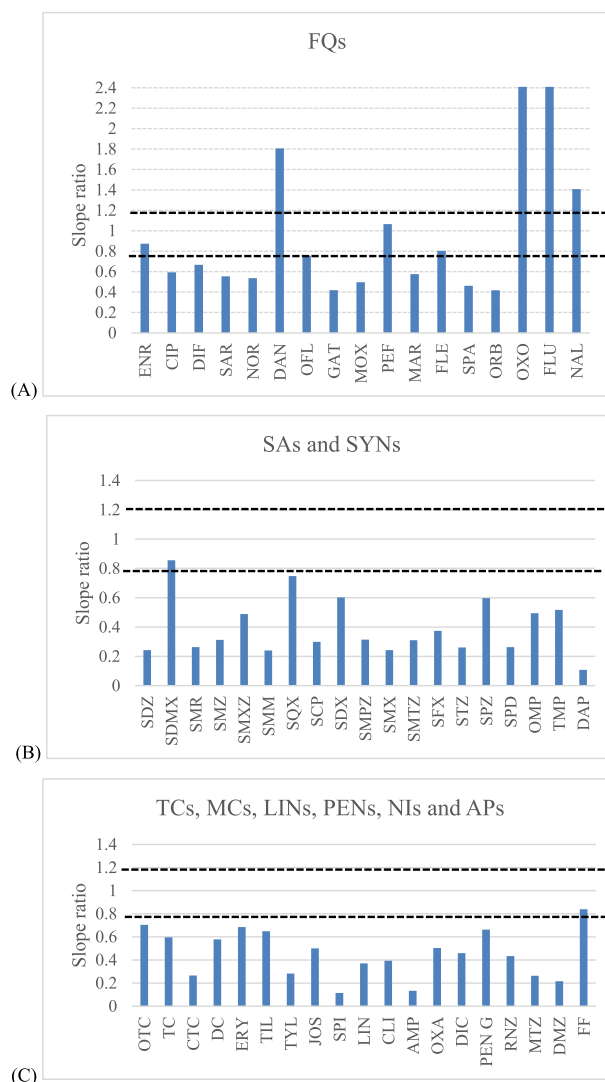 FQs
Slope ratio
2.4
2.2
2
1.8
1.6
1.4
1.2
1
0.8
0.6
0.4
0.2
0
ENR CIP DIF SAR NOR DAN OFL GAT MOX PEF MAR FLE SPA ORB OXO FLU NAL
(A)
SAs and SYNs
Slope ratio
1.4
1.2
1
0.8
0.6
0.4
0.2
0
SDZ SDMX SMR SMZ SMXZ SMM SQX SCP SDX SMPZ SMX SMTZ SFX STZ SPZ SPD OMP TMP DAP
(B)
TCs, MCs, LINs, PENs, NIs and APs
Slope ratio
1.4
1.2
1
0.8
0.6
0.4
0.2
0
OTC TC CTC DC ERY TIL TYL JOS SPI LIN CLI AMP OXA DIC PEN G RNZ MTZ DMZ FF
(C)